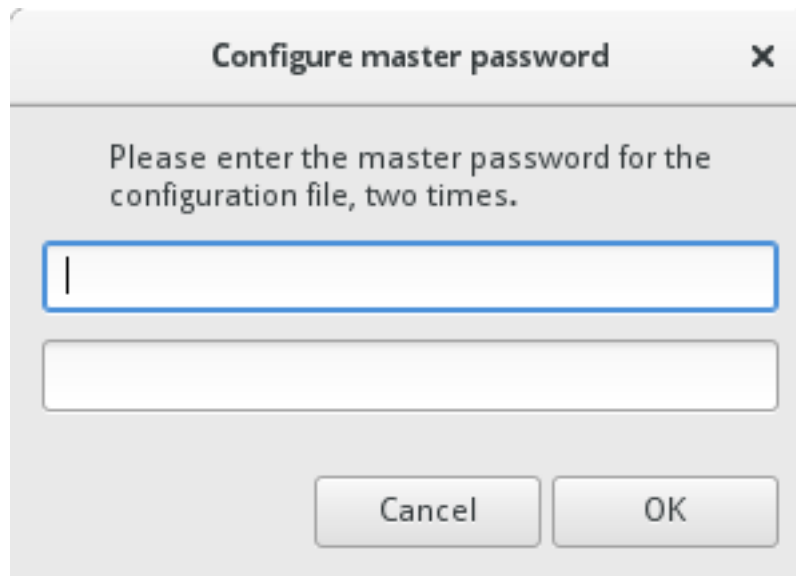 Configure master password
Please enter the master password for the
configuration file, two times.
Cancel OK